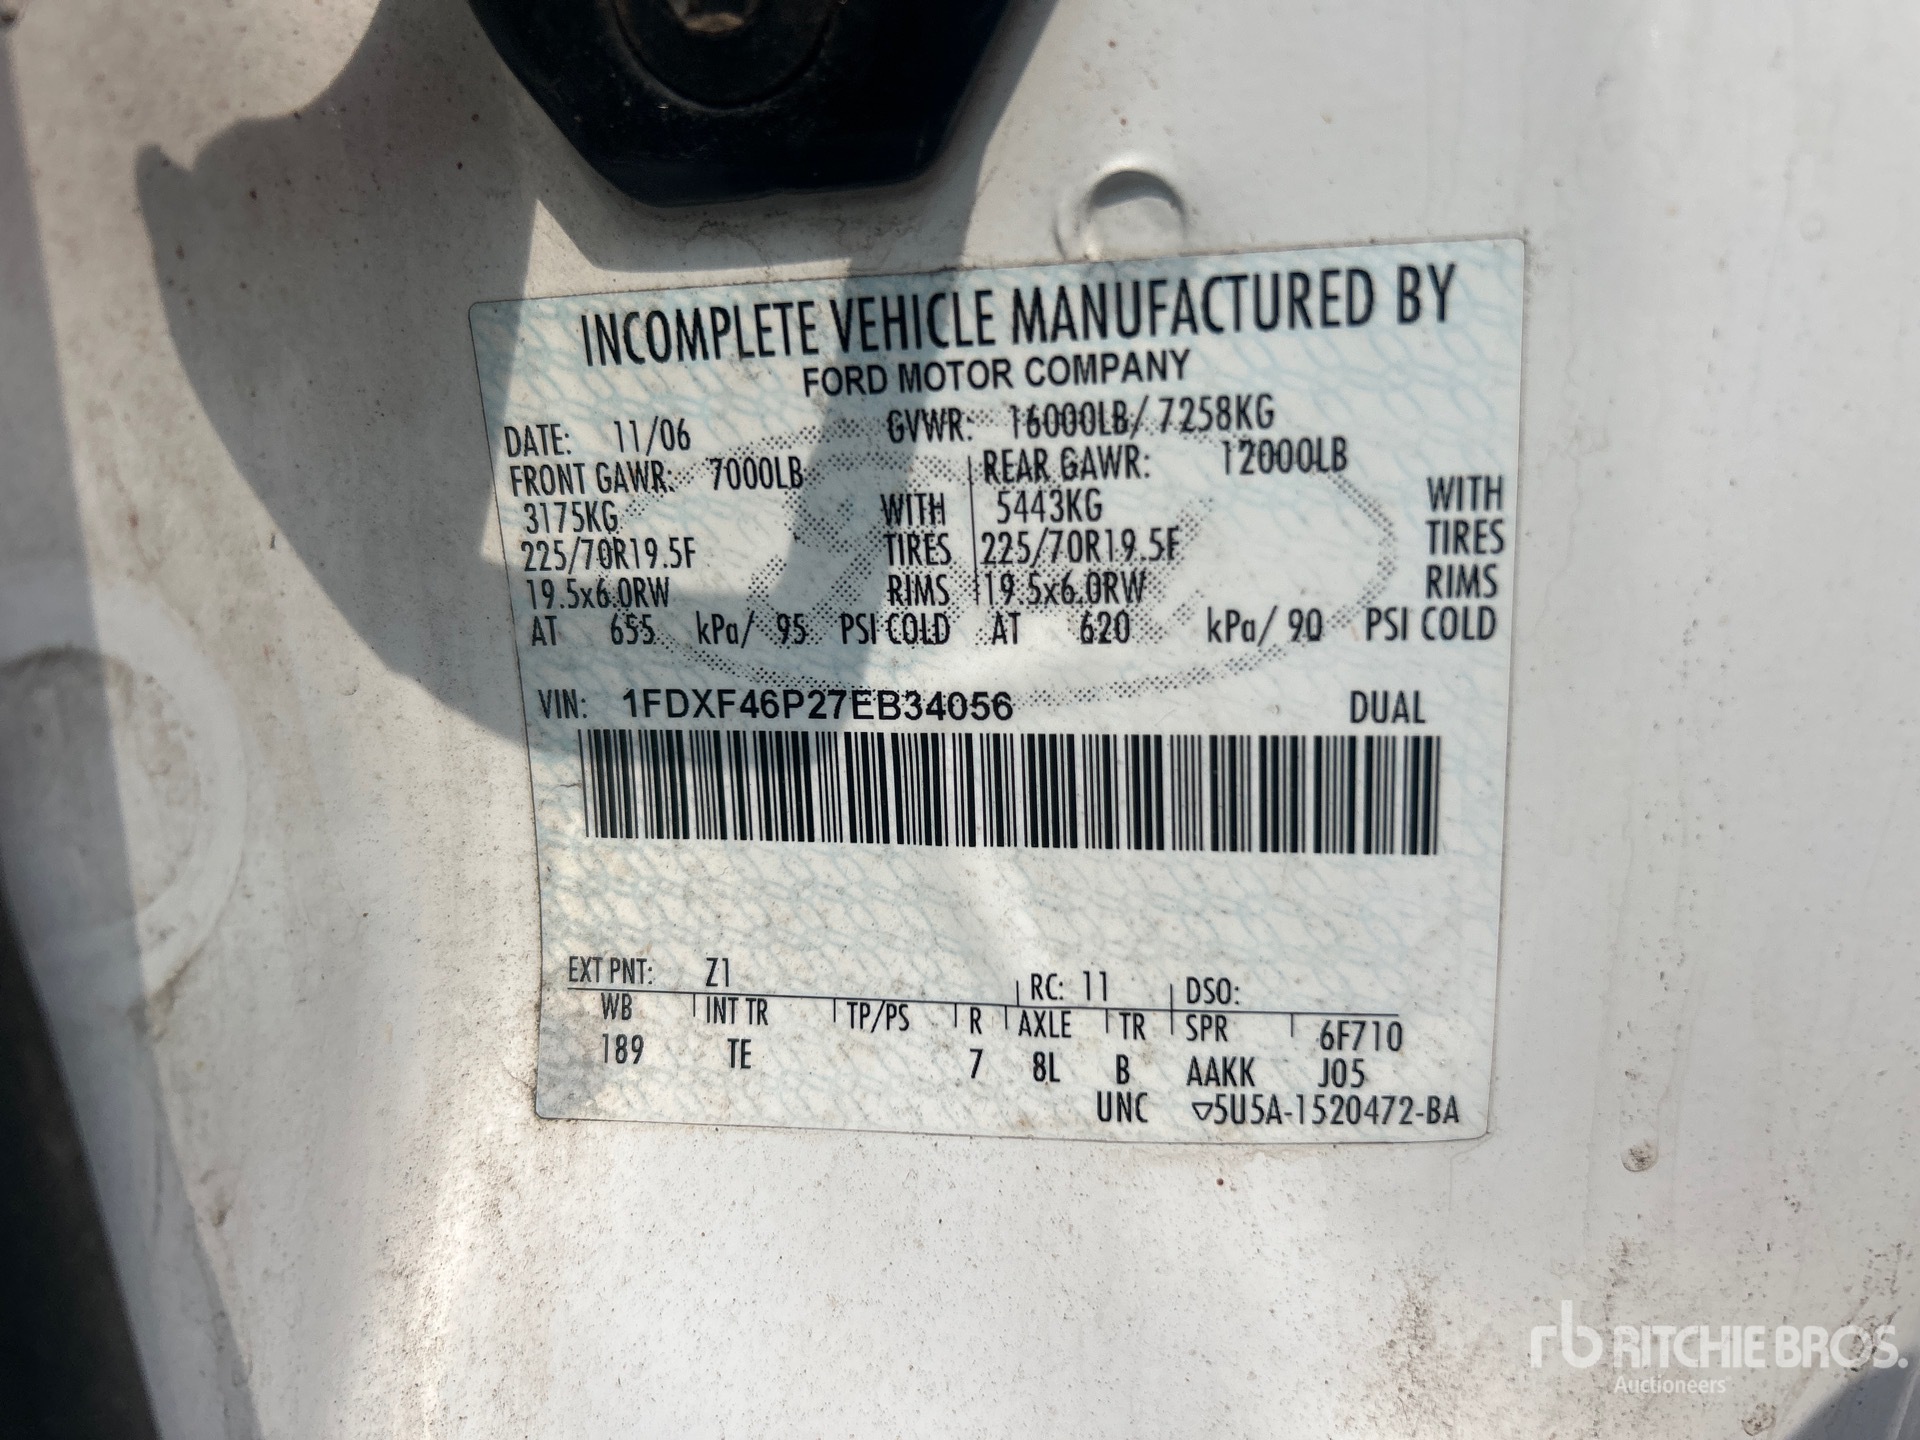 INCOMPLETE VEHICLE MANUFACTURED BY
FORD MOTOR COMPANY
DATE: 11/06 GVWR: 16000LB/ 7258KG
FRONT GAWR: 7000LB REAR GAWR: 12000LB
3175KG WITH 5443KG WITH
225/70R19.5F TIRES 225/70R19.5F TIRES
19.5x6.0RW RIMS 19.5x6.0RW RIMS
AT 655 kPa/ 95 PSI COLD AT 620 kPa/ 90 PSI COLD
VIN: 1FDXF46P27EB34056 DUAL
EXT PNT: Z1 RC: 11 DSO:
WB INT TR TP/PS R AXLE TR SPR 6F710
189 TE 7 8L B AAKK J05
UNC ▽5U5A-1520472-BA
rb RITCHIE BROS.
Auctioneers